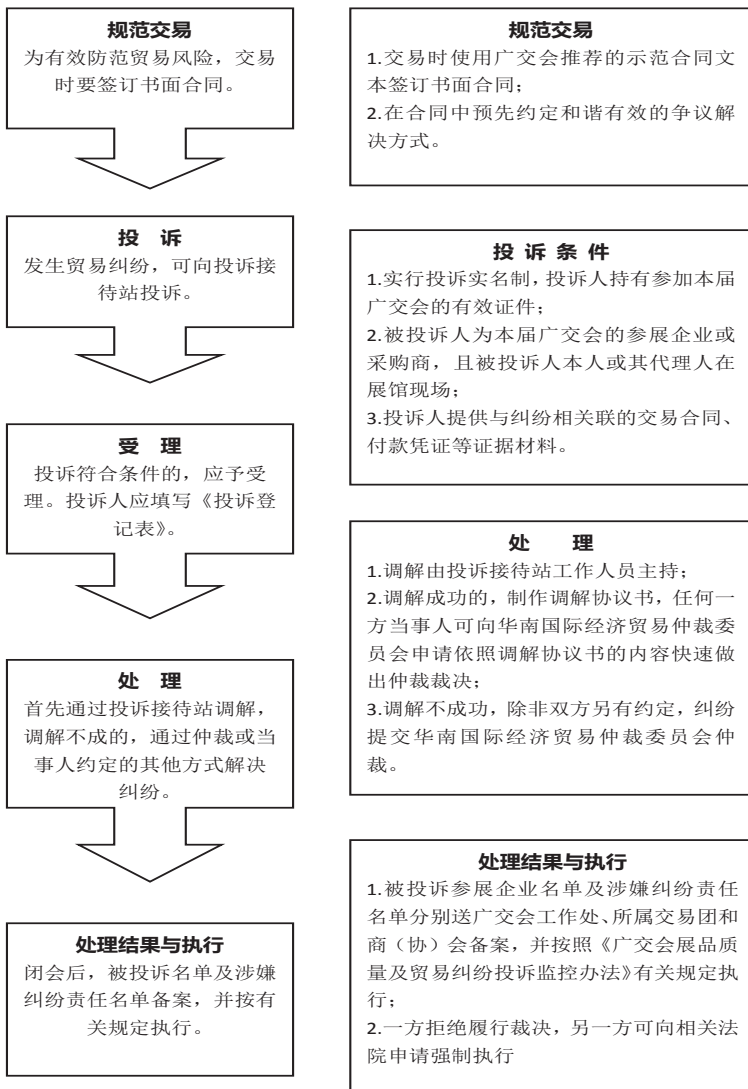 规范交易
为有效防范贸易风险，交易
时要签订书面合同。
规范交易
1.交易时使用广交会推荐的示范合同文
本签订书面合同；
2.在合同中预先约定和谐有效的争议解
决方式。
投 诉
发生贸易纠纷，可向投诉接
待站投诉。
投 诉 条 件
1.实行投诉实名制，投诉人持有参加本届
广交会的有效证件；
2.被投诉人为本届广交会的参展企业或
采购商，且被投诉人本人或其代理人在
展馆现场；
3.投诉人提供与纠纷相关联的交易合同、
付款凭证等证据材料。
受 理
投诉符合条件的，应予受
理。投诉人应填写《投诉登
记表》。
处 理
1.调解由投诉接待站工作人员主持；
2.调解成功的，制作调解协议书，任何一
方当事人可向华南国际经济贸易仲裁委
员会申请依照调解协议书的内容快速做
出仲裁裁决；
3.调解不成功，除非双方另有约定，纠纷
提交华南国际经济贸易仲裁委员会仲
裁。
处 理
首先通过投诉接待站调解，
调解不成的，通过仲裁或当
事人约定的其他方式解决
纠纷。
处理结果与执行
闭会后，被投诉名单及涉嫌
纠纷责任名单备案，并按有
关规定执行。
处理结果与执行
1.被投诉参展企业名单及涉嫌纠纷责任
名单分别送广交会工作处、所属交易团和
商（协）会备案，并按照《广交会展品质
量及贸易纠纷投诉监控办法》有关规定执
行；
2.一方拒绝履行裁决，另一方可向相关法
院申请强制执行